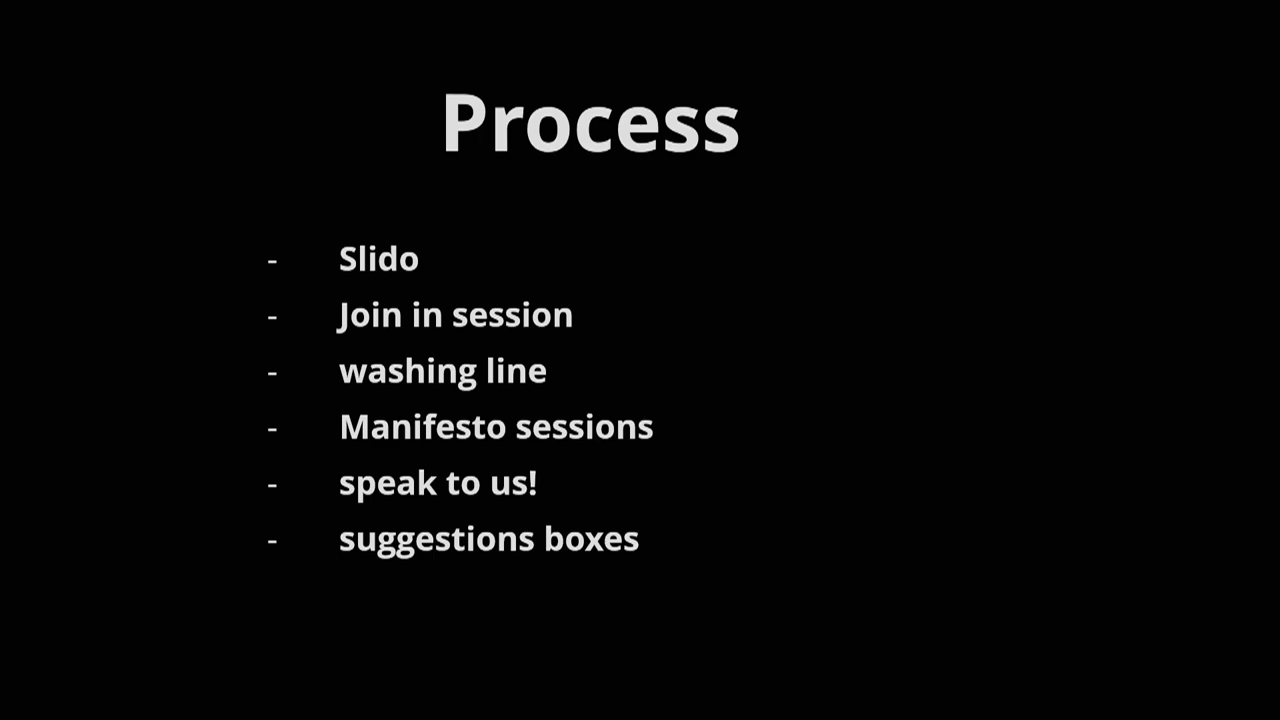 Process
- Slido
- Join in session
- washing line
- Manifesto sessions
- speak to us!
- suggestions boxes